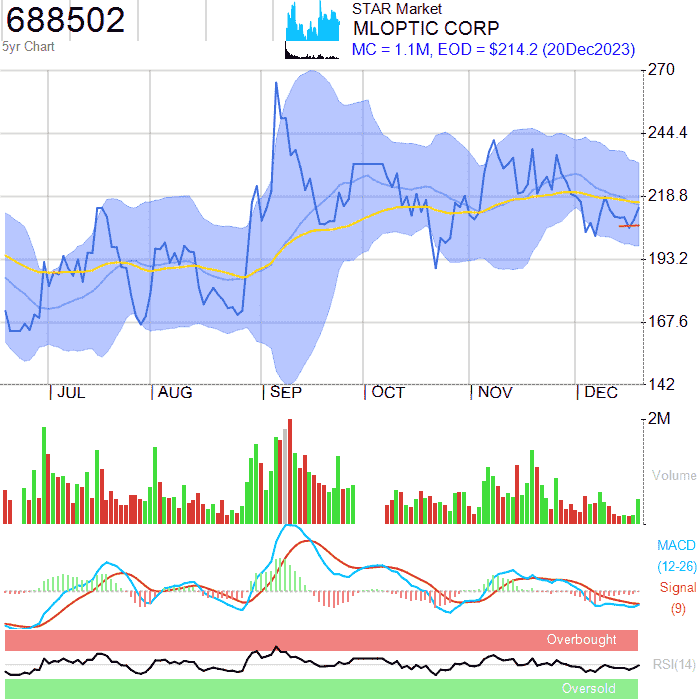 688502
STAR Market
MLOPTIC CORP
5yr Chart
MC = 1.1M, EOD = $214.2 (20Dec2023)
270
244.4
218.8
193.2
167.6
142
JUL AUG SEP OCT NOV DEC
2M
Volume
MACD
(12-26)
Signal
(9)
Overbought
RSI(14)
Oversold